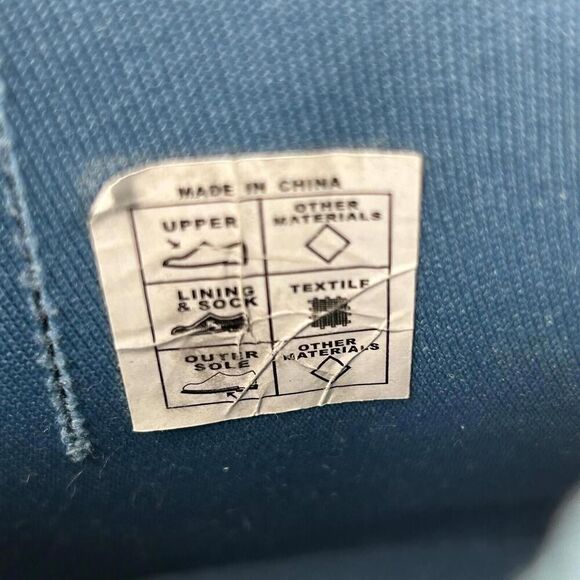 MADE IN CHINA
UPPER
OTHER
MATERIALS
LINING
& SOCK
TEXTILE
OUTER
SOLE
OTHER
MATERIALS